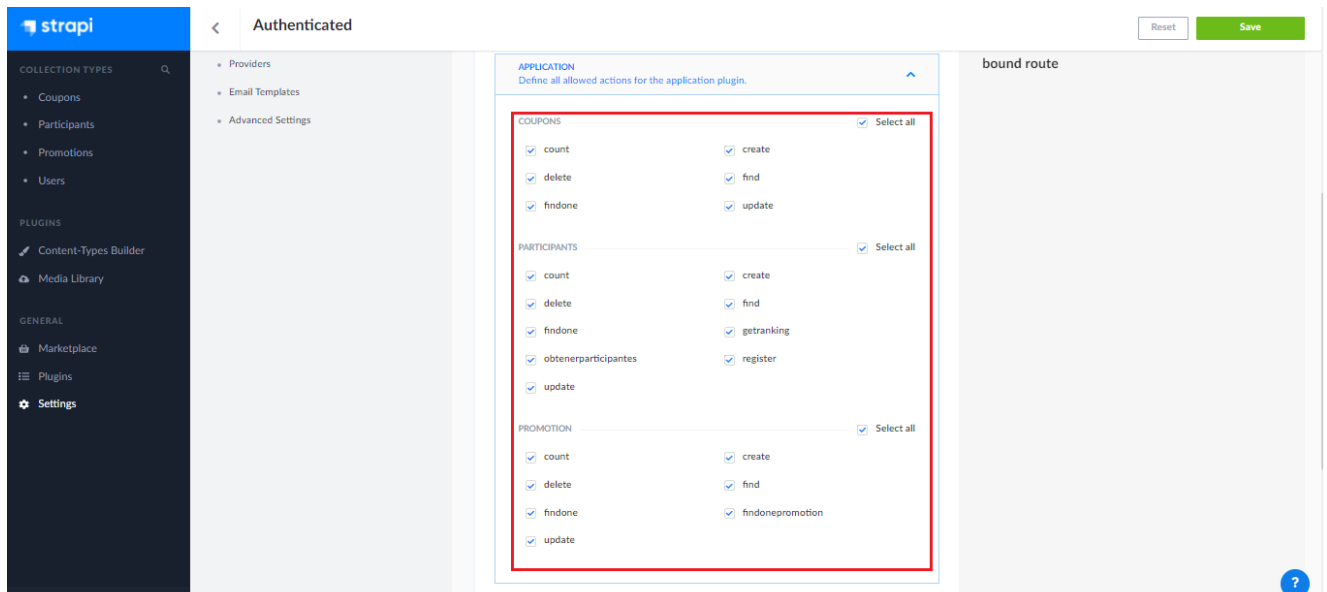 strapi
Authenticated
Reset
Save
COLLECTION TYPES
Coupons
Participants
Promotions
Users
PLUGINS
Content-Types Builder
Media Library
GENERAL
Marketplace
Plugins
Settings
Providers
Email Templates
Advanced Settings
APPLICATION
Define all allowed actions for the application plugin.
COUPONS
Select all
count
create
delete
find
findone
update
PARTICIPANTS
Select all
count
create
delete
find
findone
getranking
obtenerparticipantes
register
update
PROMOTION
Select all
count
create
delete
find
findone
findonepromotion
update
bound route
?